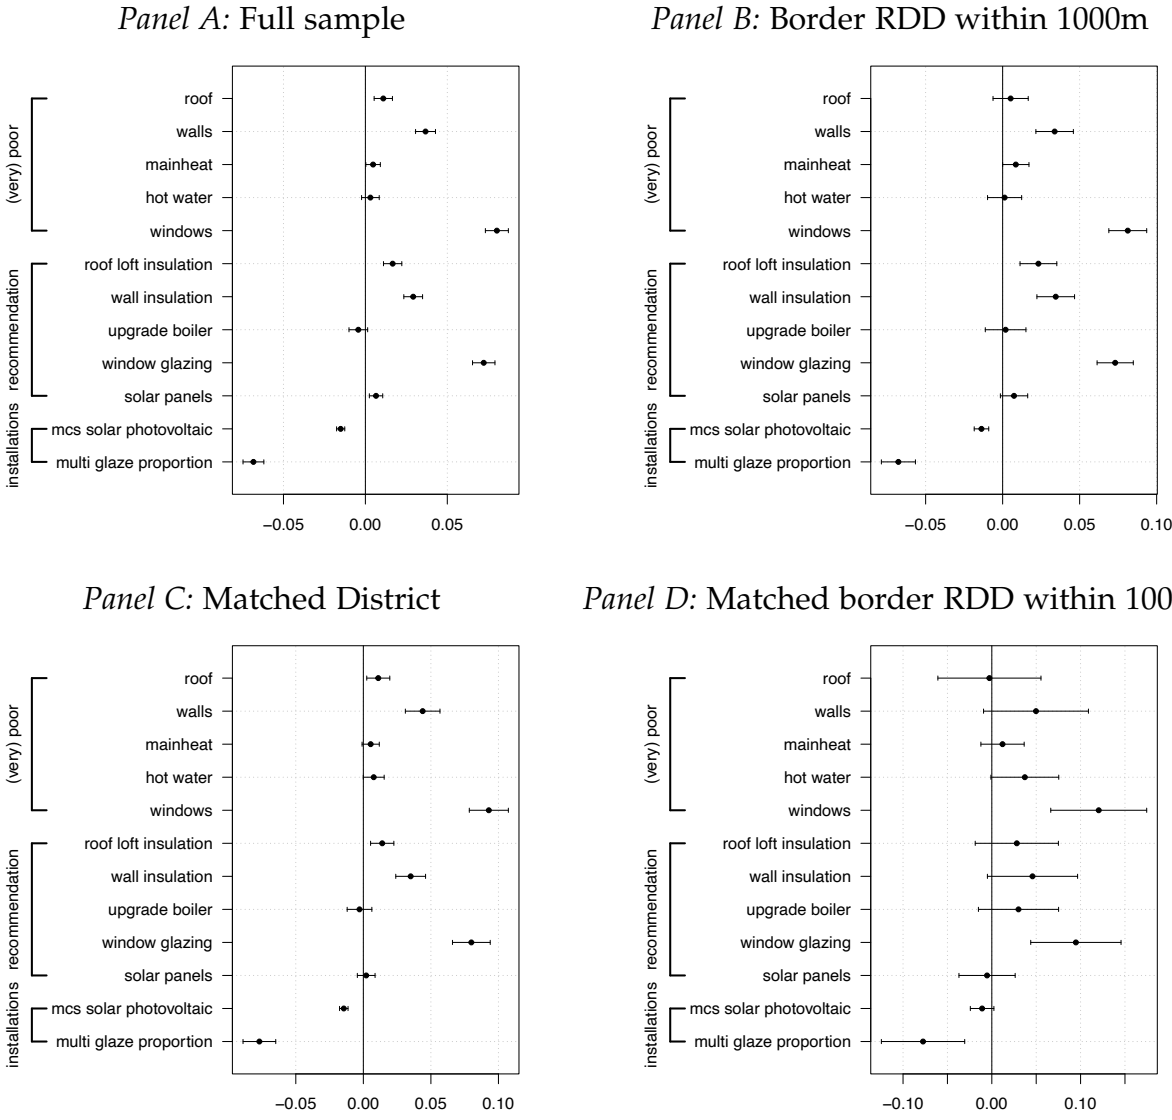 Panel A: Full sample
(very) poor
recommendation
installations
roof
walls
mainheat
hot water
windows
roof loft insulation
wall insulation
upgrade boiler
window glazing
solar panels
mcs solar photovoltaic
multi glaze proportion
−0.05 0.00 0.05
Panel B: Border RDD within 1000m
(very) poor
recommendation
installations
roof
walls
mainheat
hot water
windows
roof loft insulation
wall insulation
upgrade boiler
window glazing
solar panels
mcs solar photovoltaic
multi glaze proportion
−0.05 0.00 0.05 0.10
Panel C: Matched District
(very) poor
recommendation
installations
roof
walls
mainheat
hot water
windows
roof loft insulation
wall insulation
upgrade boiler
window glazing
solar panels
mcs solar photovoltaic
multi glaze proportion
−0.05 0.00 0.05 0.10
Panel D: Matched border RDD within 100
(very) poor
recommendation
installations
roof
walls
mainheat
hot water
windows
roof loft insulation
wall insulation
upgrade boiler
window glazing
solar panels
mcs solar photovoltaic
multi glaze proportion
−0.10 0.00 0.10